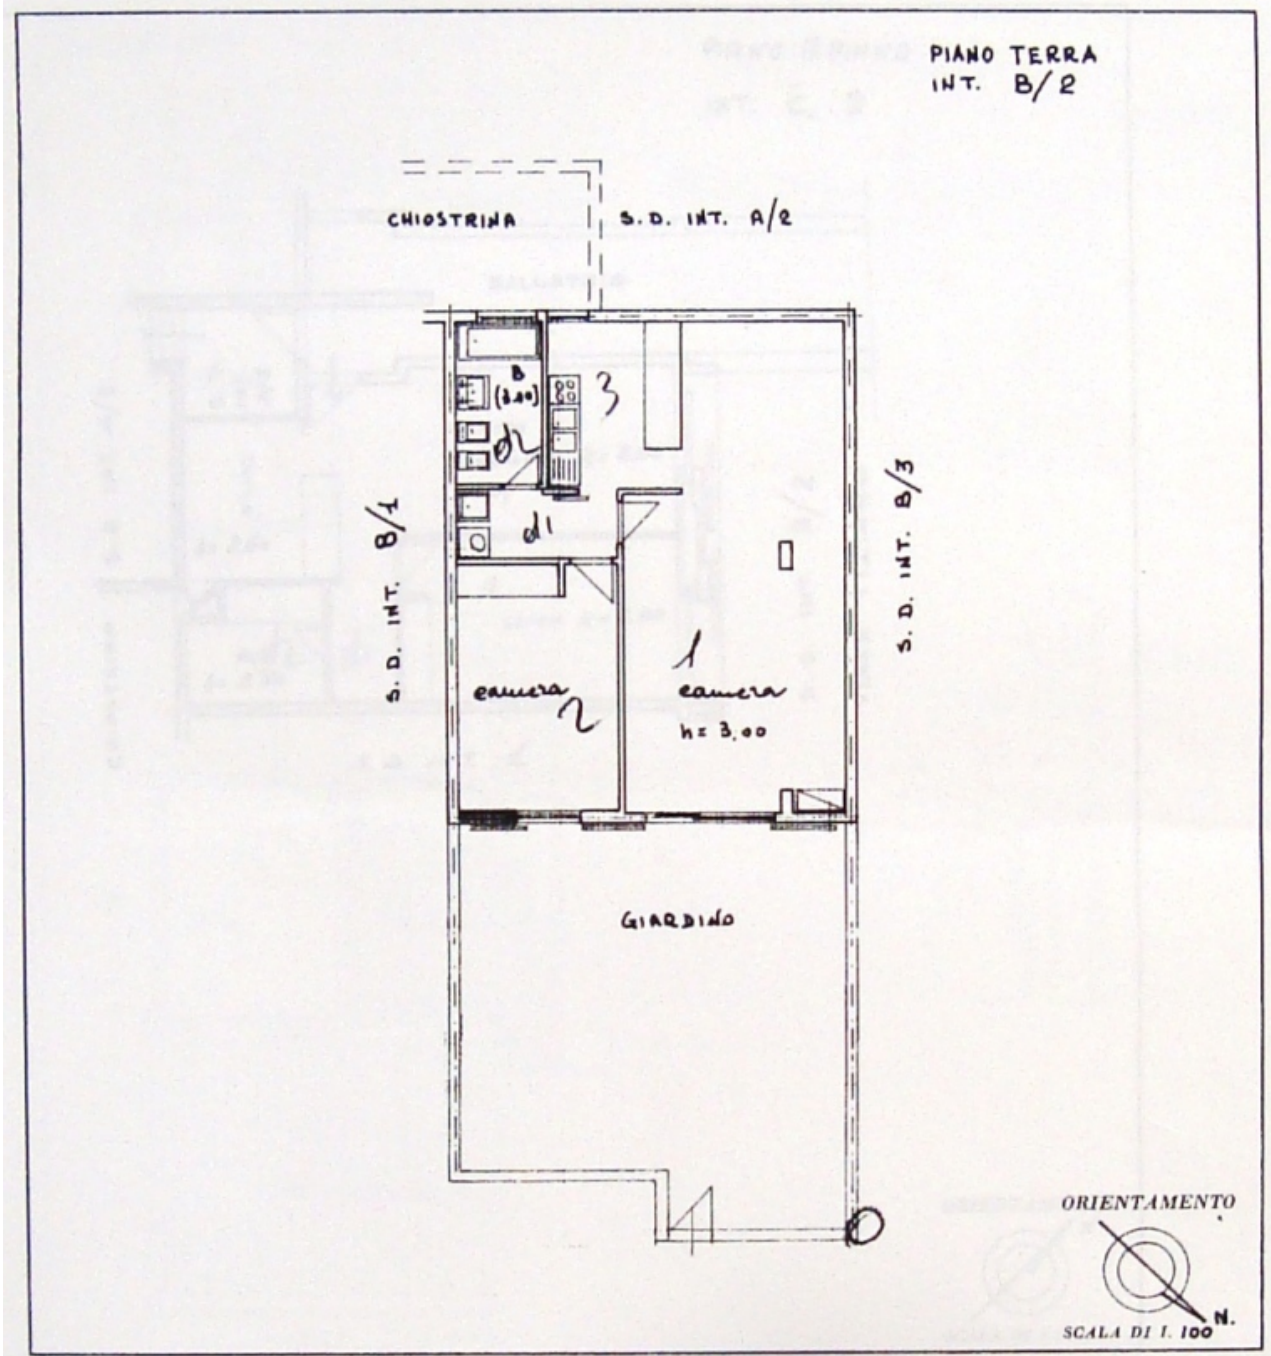 PIANO TERRA
INT. B/2
CHIOSTRINA
S. D. INT. A/2
B
(3.00)
3
d2
d1
S. D. INT. B/1
S. D. INT. B/3
1
camera
2
camera
h= 3,00
GIARDINO
ORIENTAMENTO
N.
SCALA DI 1. 100